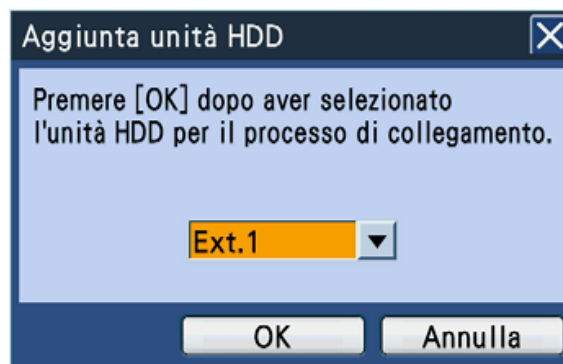 Aggiunta unità HDD
Premere [OK] dopo aver selezionato
l'unità HDD per il processo di collegamento.
Ext.1
OK
Annulla